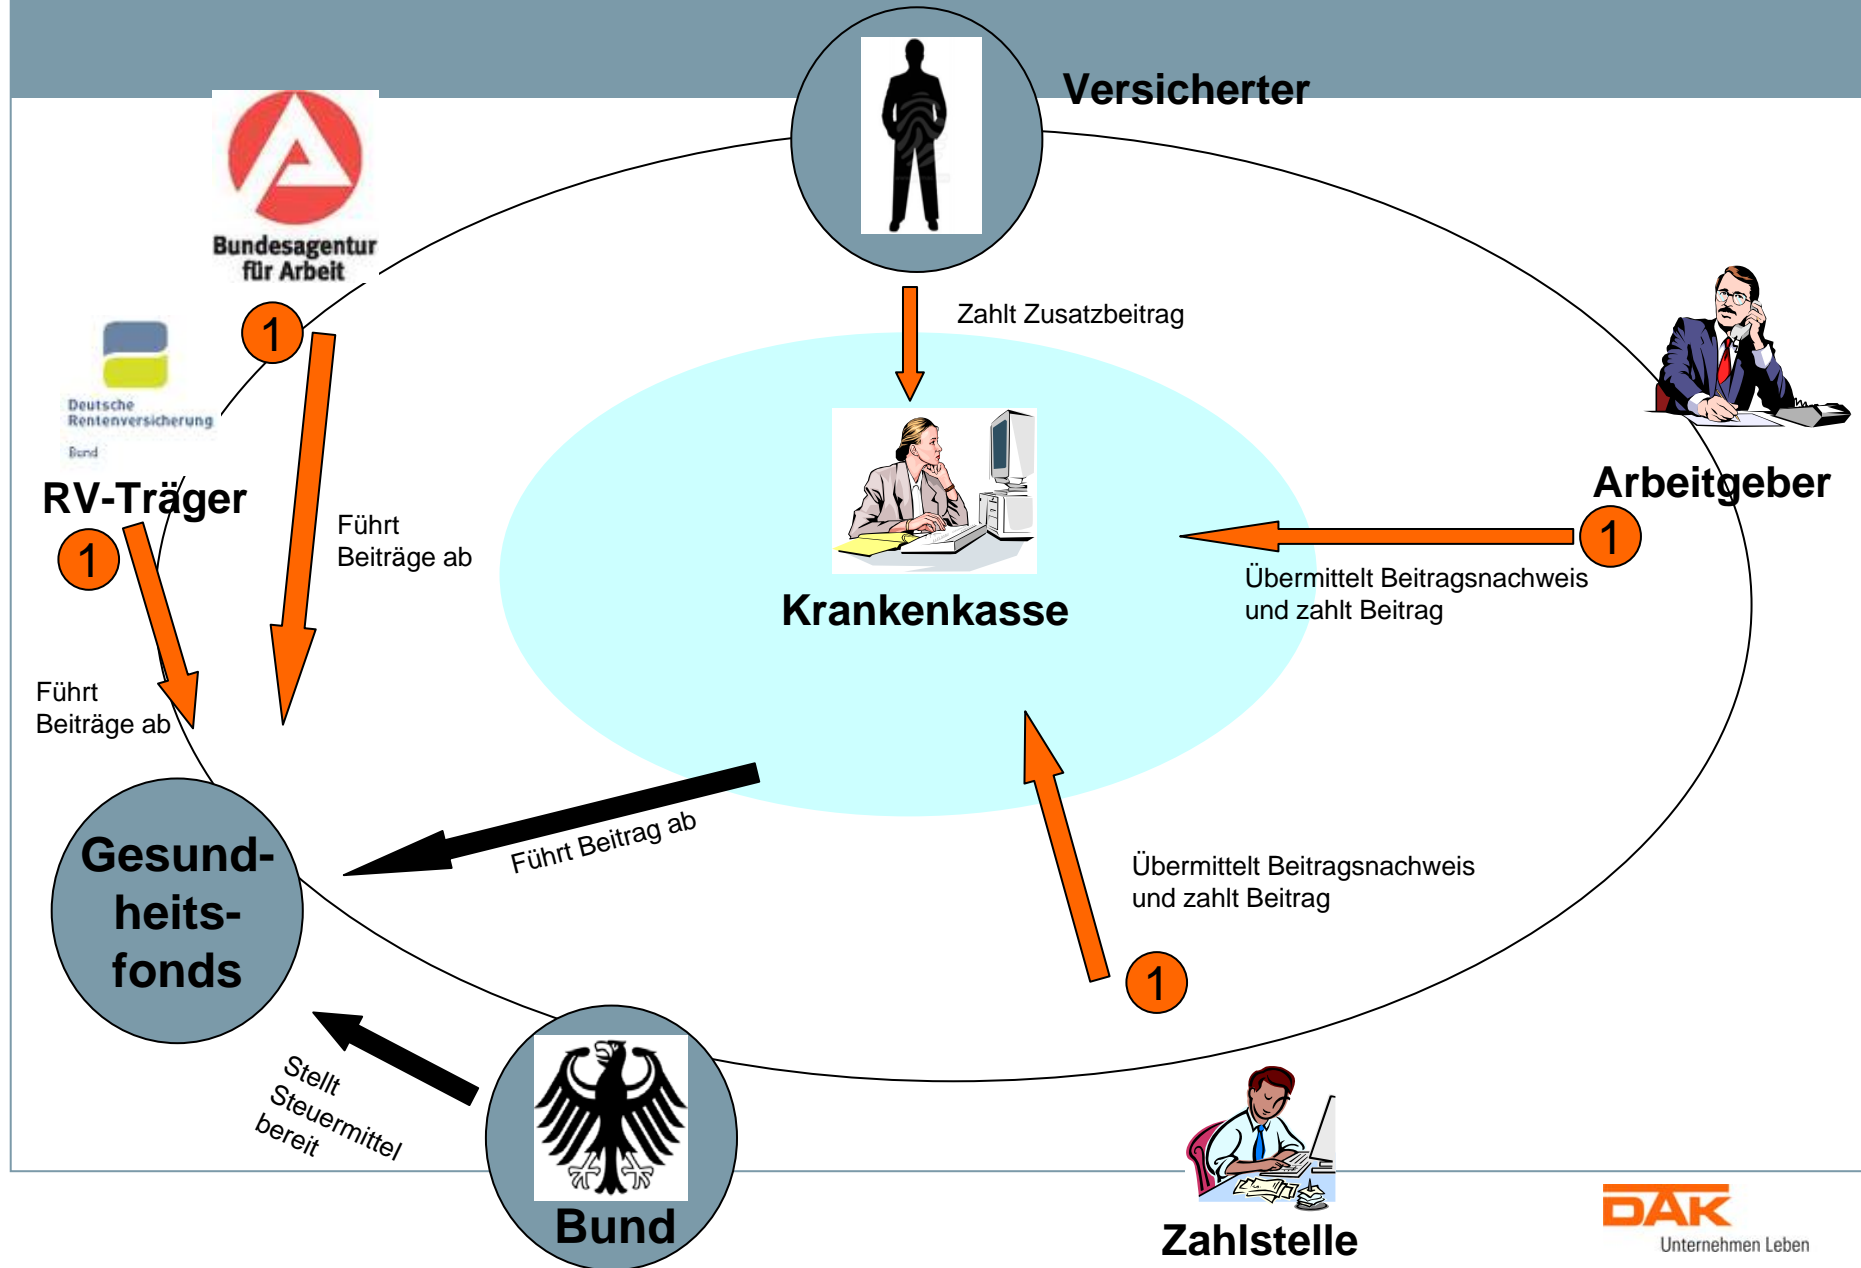 Versicherter
Bundesagentur
für Arbeit
1
Zahlt Zusatzbeitrag
Deutsche
Rentenversicherung
Bund
RV-Träger
1
Führt
Beiträge ab
Arbeitgeber
1
Übermittelt Beitragsnachweis
und zahlt Beitrag
Krankenkasse
Führt
Beiträge ab
Führt Beitrag ab
Gesund-
heits-
fonds
Übermittelt Beitragsnachweis
und zahlt Beitrag
1
Stellt
Steuermittel
bereit
Bund
Zahlstelle
DAK
Unternehmen Leben